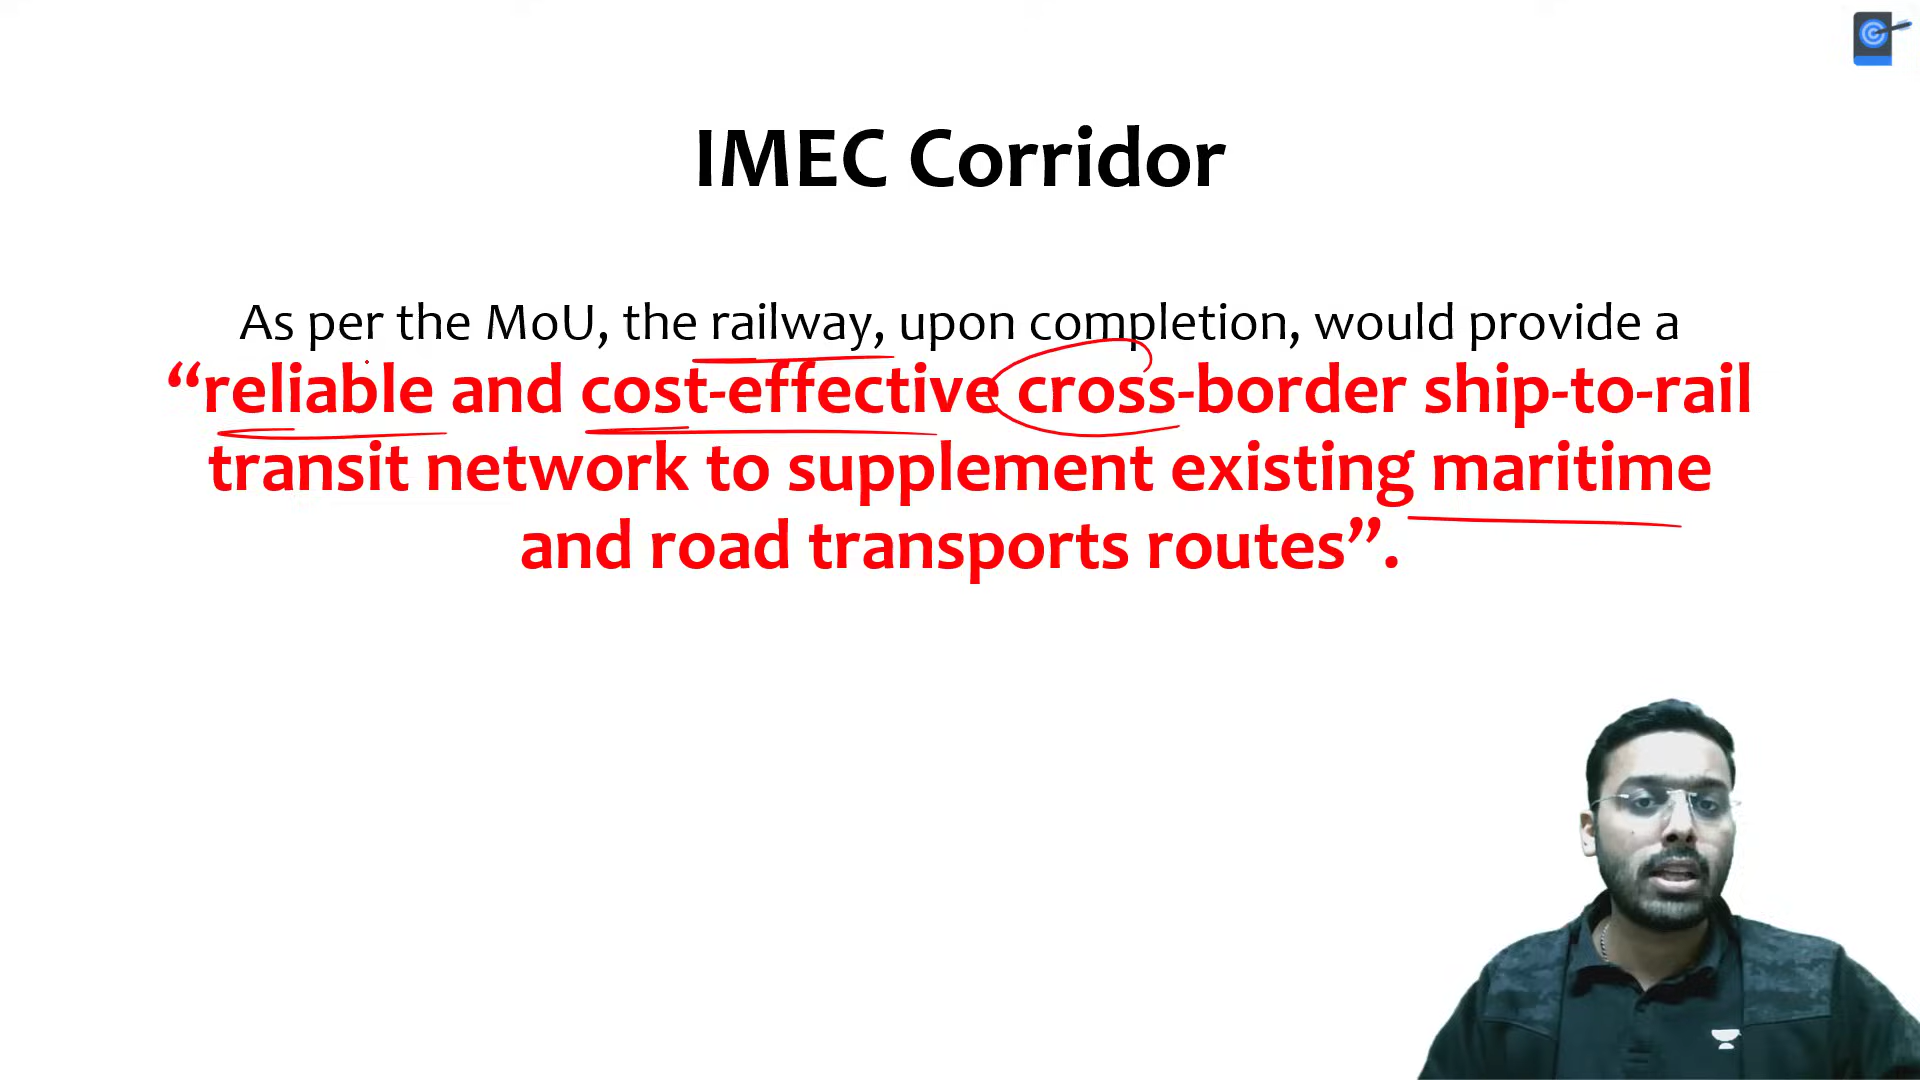 IMEC Corridor
As per the MoU, the railway, upon completion, would provide a
“reliable and cost-effective cross-border ship-to-rail
transit network to supplement existing maritime
and road transports routes”.